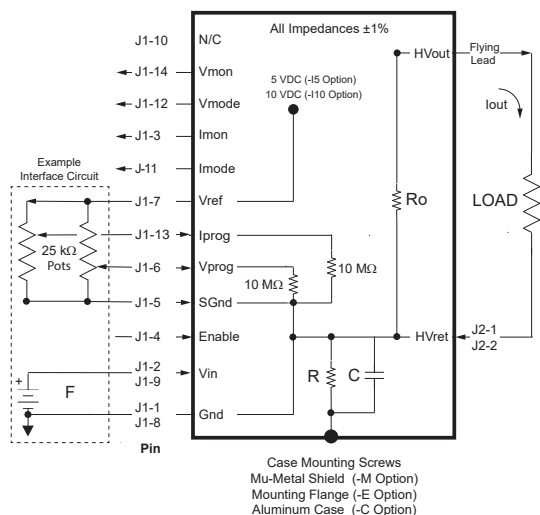 All Impedances ±1%
J1-10 N/C
J1-14 Vmon
J1-12 Vmode
J1-3 Imon
J-11 Imode
J1-7 Vref
J1-13 Iprog
J1-6 Vprog
J1-5 SGnd
J1-4 Enable
J1-2
J1-9
Vin
J1-1
J1-8
Gnd
Pin
5 VDC (-I5 Option)
10 VDC (-I10 Option)
HVout
Flying
Lead
Iout
LOAD
Ro
Example
Interface Circuit
25 kΩ
Pots
10 MΩ
10 MΩ
HVret
J2-1
J2-2
R
C
+
F
Case Mounting Screws
Mu-Metal Shield (-M Option)
Mounting Flange (-E Option)
Aluminum Case (-C Option)